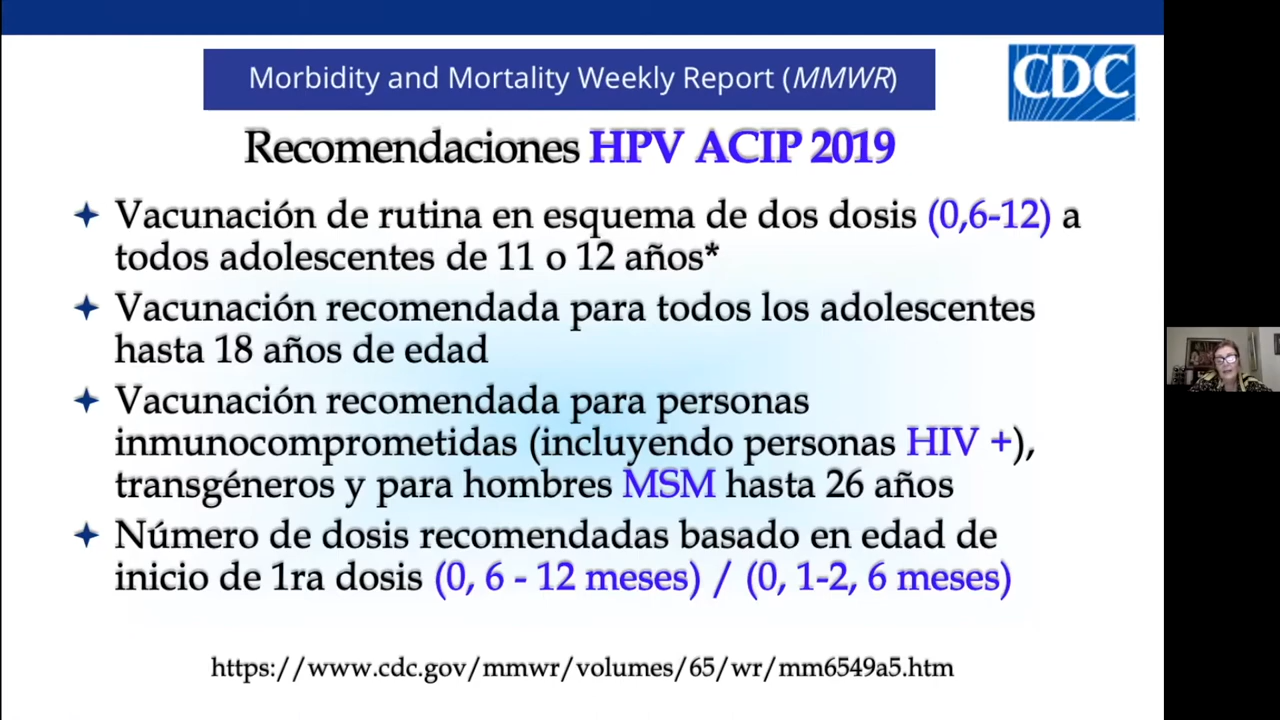 Morbidity and Mortality Weekly Report (MMWR)
CDC
Recomendaciones HPV ACIP 2019
Vacunación de rutina en esquema de dos dosis (0,6-12) a
todos adolescentes de 11 o 12 años*
Vacunación recomendada para todos los adolescentes
hasta 18 años de edad
Vacunación recomendada para personas
inmunocomprometidas (incluyendo personas HIV +),
transgéneros y para hombres MSM hasta 26 años
Número de dosis recomendadas basado en edad de
inicio de 1ra dosis (0, 6 - 12 meses) / (0, 1-2, 6 meses)
https://www.cdc.gov/mmwr/volumes/65/wr/mm6549a5.htm